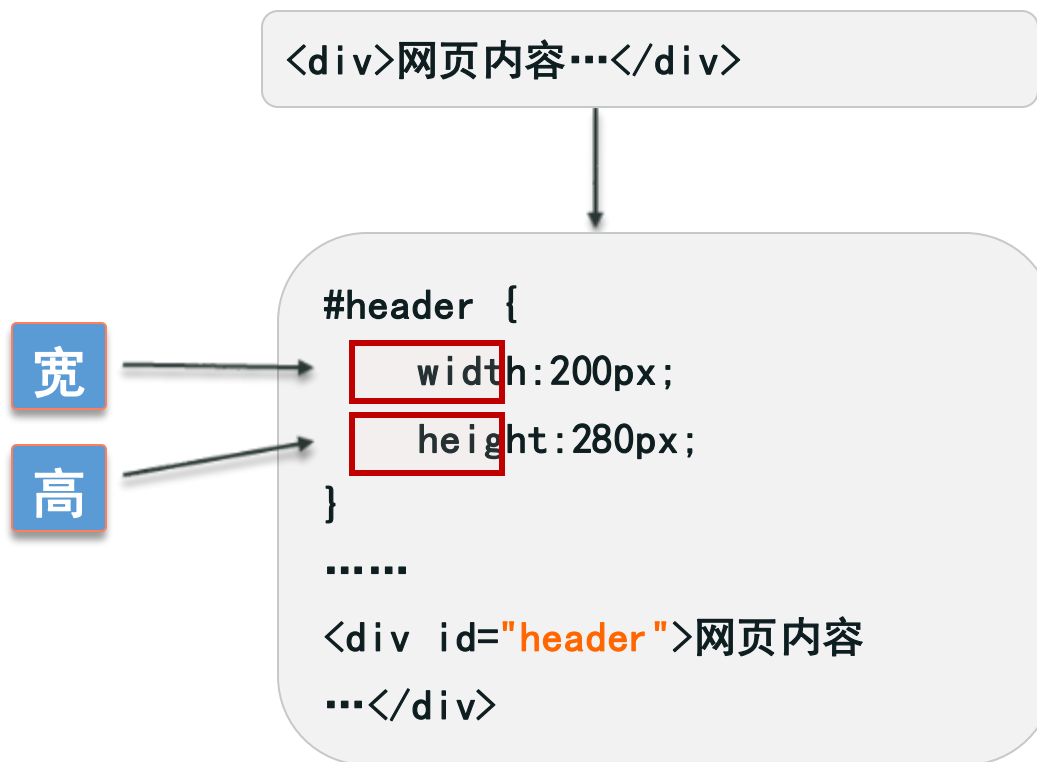 <div>网页内容…</div>
#header {
宽
width:200px;
高
height:280px;
}
……
<div id="header">网页内容
…</div>